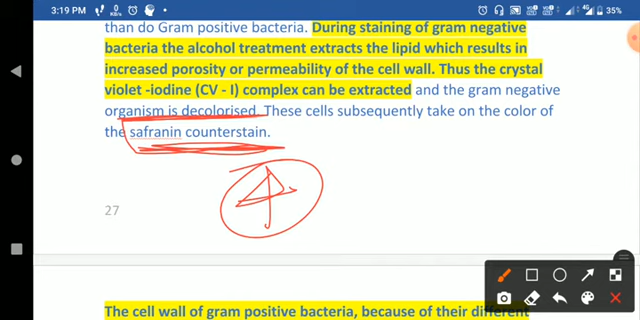 3:19 PM
4G
35%
than do Gram positive bacteria. During staining of gram negative
bacteria the alcohol treatment extracts the lipid which results in
increased porosity or permeability of the cell wall. Thus the crystal
violet -iodine (CV - I) complex can be extracted and the gram negative
organism is decolorised. These cells subsequently take on the color of
the safranin counterstain.
27
The cell wall of gram positive bacteria, because of their different